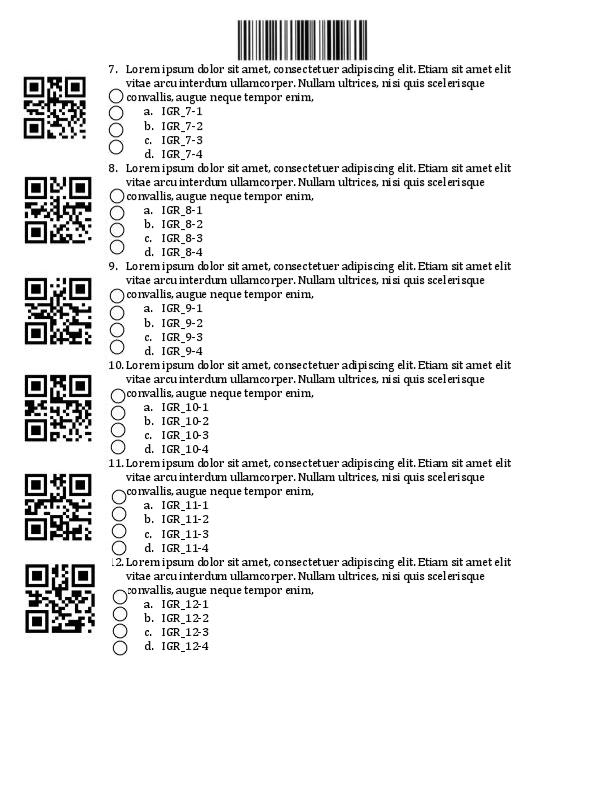 7. Lorem ipsum dolor sit amet, consectetuer adipiscing elit. Etiam sit amet elit
vitae arcu interdum ullamcorper. Nullam ultrices, nisi quis scelerisque
convallis, augue neque tempor enim,
a. IGR_7-1
b. IGR_7-2
c. IGR_7-3
d. IGR_7-4
8. Lorem ipsum dolor sit amet, consectetuer adipiscing elit. Etiam sit amet elit
vitae arcu interdum ullamcorper. Nullam ultrices, nisi quis scelerisque
convallis, augue neque tempor enim,
a. IGR_8-1
b. IGR_8-2
c. IGR_8-3
d. IGR_8-4
9. Lorem ipsum dolor sit amet, consectetuer adipiscing elit. Etiam sit amet elit
vitae arcu interdum ullamcorper. Nullam ultrices, nisi quis scelerisque
convallis, augue neque tempor enim,
a. IGR_9-1
b. IGR_9-2
c. IGR_9-3
d. IGR_9-4
10. Lorem ipsum dolor sit amet, consectetuer adipiscing elit. Etiam sit amet elit
vitae arcu interdum ullamcorper. Nullam ultrices, nisi quis scelerisque
convallis, augue neque tempor enim,
a. IGR_10-1
b. IGR_10-2
c. IGR_10-3
d. IGR_10-4
11. Lorem ipsum dolor sit amet, consectetuer adipiscing elit. Etiam sit amet elit
vitae arcu interdum ullamcorper. Nullam ultrices, nisi quis scelerisque
convallis, augue neque tempor enim,
a. IGR_11-1
b. IGR_11-2
c. IGR_11-3
d. IGR_11-4
12. Lorem ipsum dolor sit amet, consectetuer adipiscing elit. Etiam sit amet elit
vitae arcu interdum ullamcorper. Nullam ultrices, nisi quis scelerisque
convallis, augue neque tempor enim,
a. IGR_12-1
b. IGR_12-2
c. IGR_12-3
d. IGR_12-4